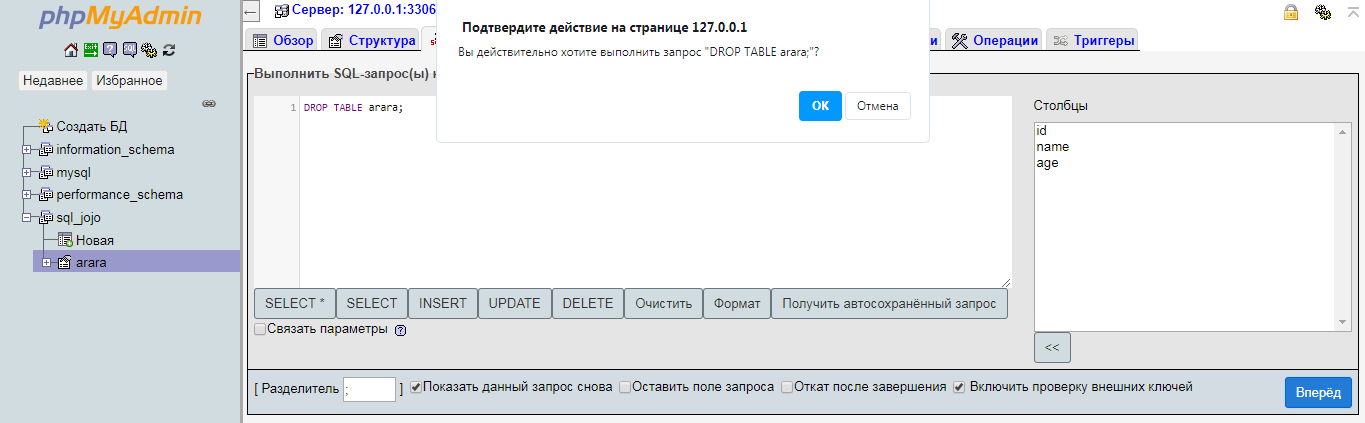 phpMyAdmin
Недавнее Избранное
Создать БД
information_schema
mysql
performance_schema
sql_jojo
Новая
arara
Сервер: 127.0.0.1:3306
Обзор Структура Операции Триггеры
Подтвердите действие на странице 127.0.0.1
Вы действительно хотите выполнить запрос "DROP TABLE arara;"?
OK Отмена
Выполнить SQL-запрос(ы)
1 DROP TABLE arara;
Столбцы
id
name
age
SELECT * SELECT INSERT UPDATE DELETE Очистить Формат Получить автосохранённый запрос
Связать параметры
<<
[ Разделитель ; ] Показать данный запрос снова Оставить поле запроса Откат после завершения Включить проверку внешних ключей
Вперёд